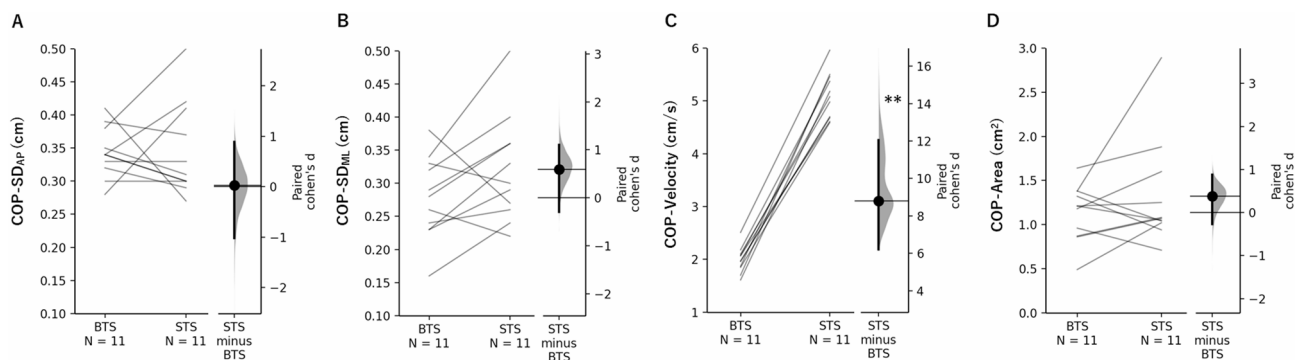 A
COP-SD_AP (cm)
0.50
0.45
0.40
0.35
0.30
0.25
0.20
0.15
0.10
BTS
N = 11
STS
N = 11
2
1
0
−1
−2
Paired
cohen's d
STS
minus
BTS
B
COP-SD_ML (cm)
0.50
0.45
0.40
0.35
0.30
0.25
0.20
0.15
0.10
BTS
N = 11
STS
N = 11
3
2
1
0
−1
−2
Paired
cohen's d
STS
minus
BTS
C
COP-Velocity (cm/s)
6
5
4
3
2
1
BTS
N = 11
STS
N = 11
**
16
14
12
10
8
6
4
Paired
cohen's d
STS
minus
BTS
D
COP-Area (cm²)
3.0
2.5
2.0
1.5
1.0
0.5
0.0
BTS
N = 11
STS
N = 11
3
2
1
0
−1
−2
Paired
cohen's d
STS
minus
BTS